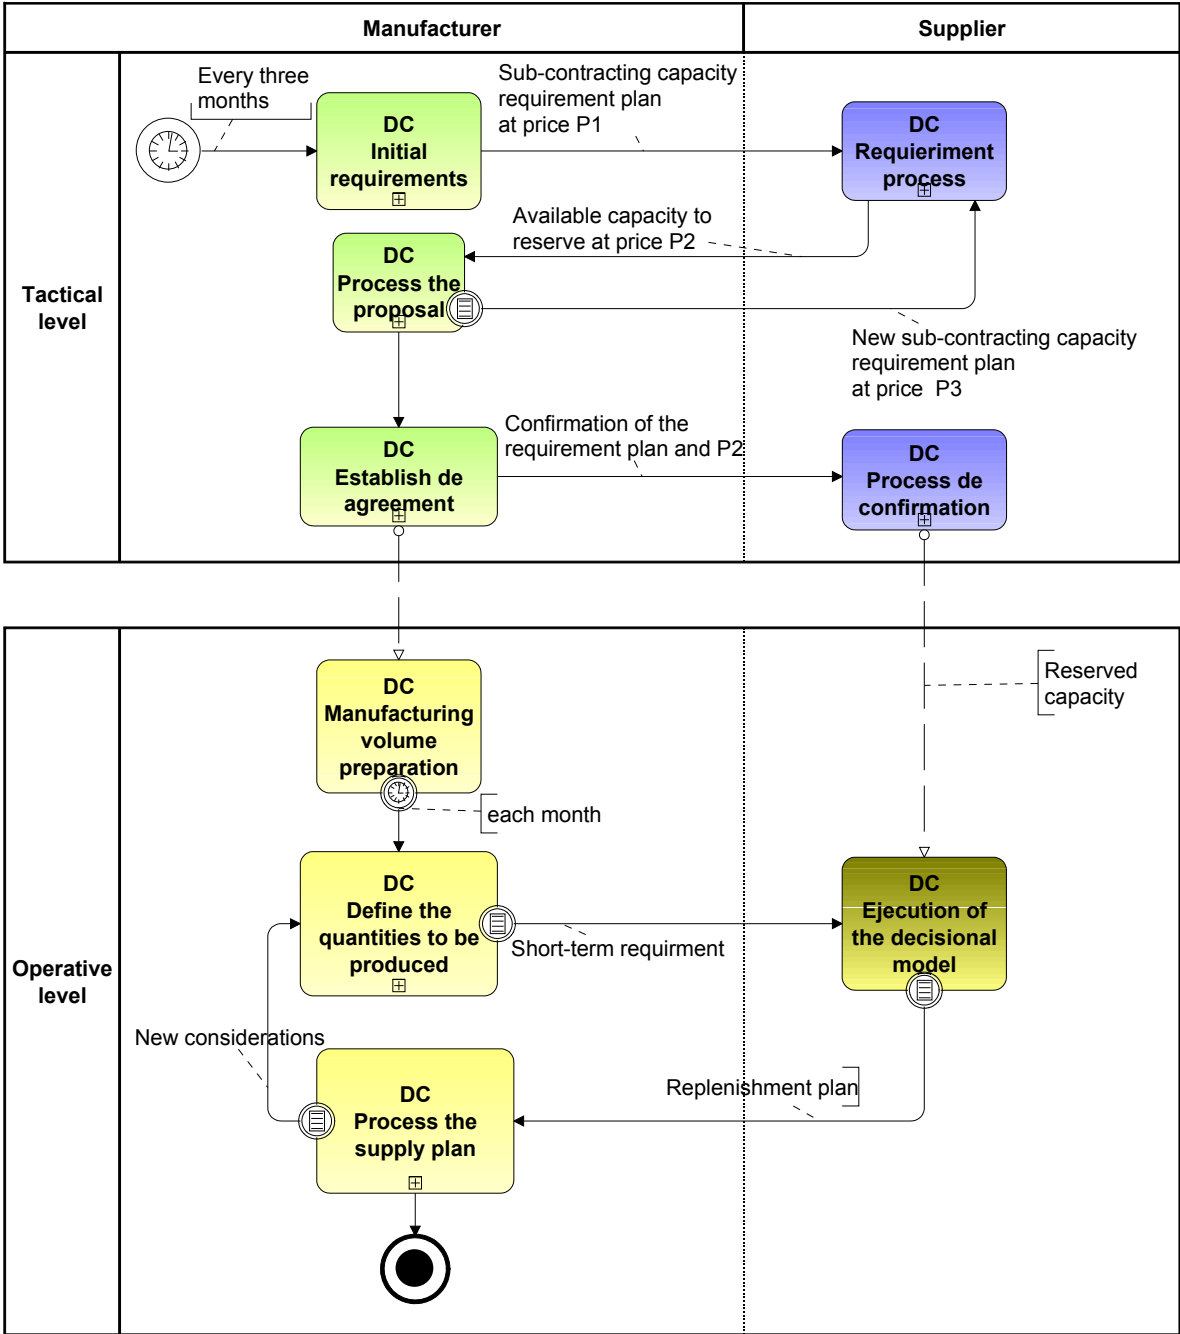 Manufacturer
Supplier
Tactical
level
Every three
months
DC
Initial
requirements
Sub-contracting capacity
requirement plan
at price P1
DC
Requieriment
process
Available capacity to
reserve at price P2
DC
Process the
proposal
New sub-contracting capacity
requirement plan
at price  P3
DC
Establish de
agreement
Confirmation of the
requirement plan and P2
DC
Process de
confirmation
Operative
level
DC
Manufacturing
volume
preparation
each month
Reserved
capacity
DC
Define the
quantities to be
produced
Short-term requirment
DC
Ejecution of
the decisional
model
New considerations
DC
Process the
supply plan
Replenishment plan